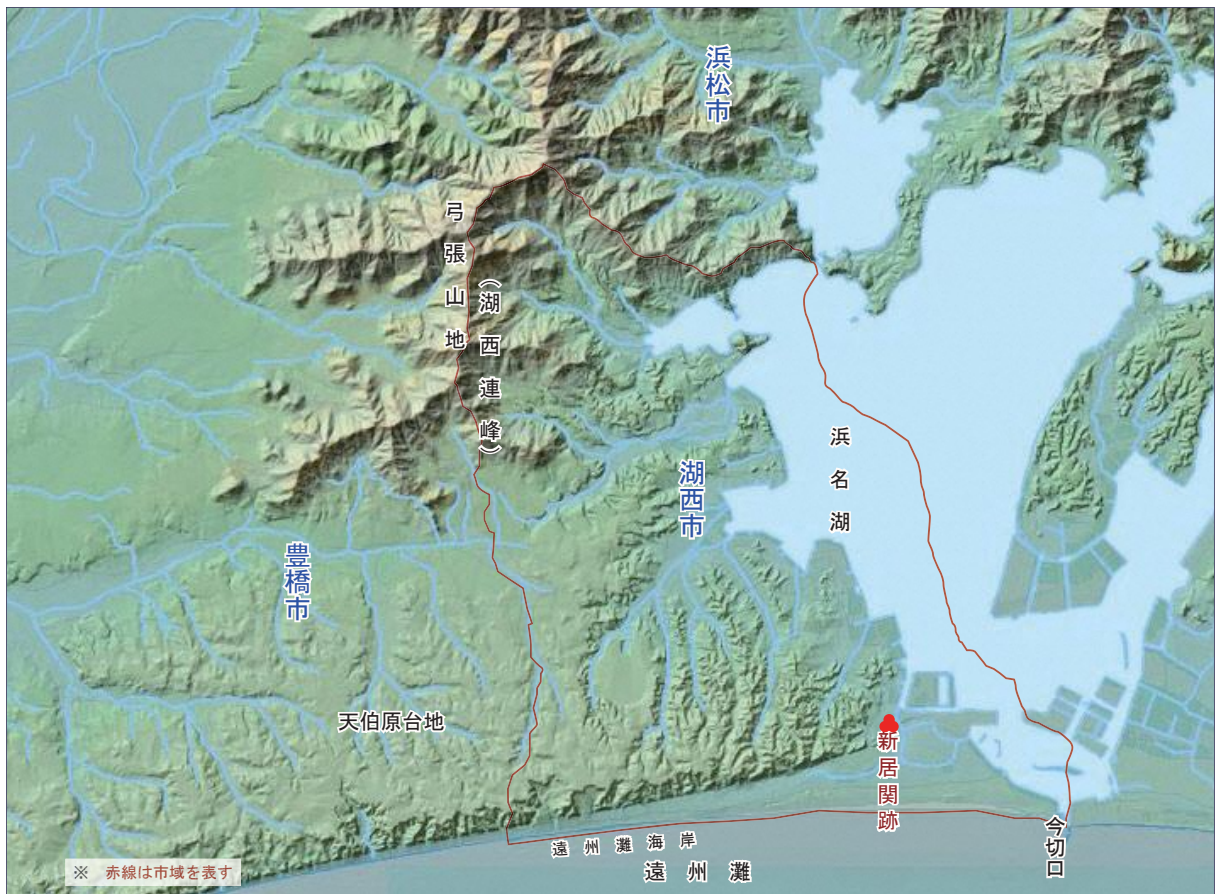 浜松市
弓張山地
（湖西連峰）
浜名湖
湖西市
豊橋市
天伯原台地
新居関跡
今切口
遠州灘海岸
遠州灘
※ 赤線は市域を表す